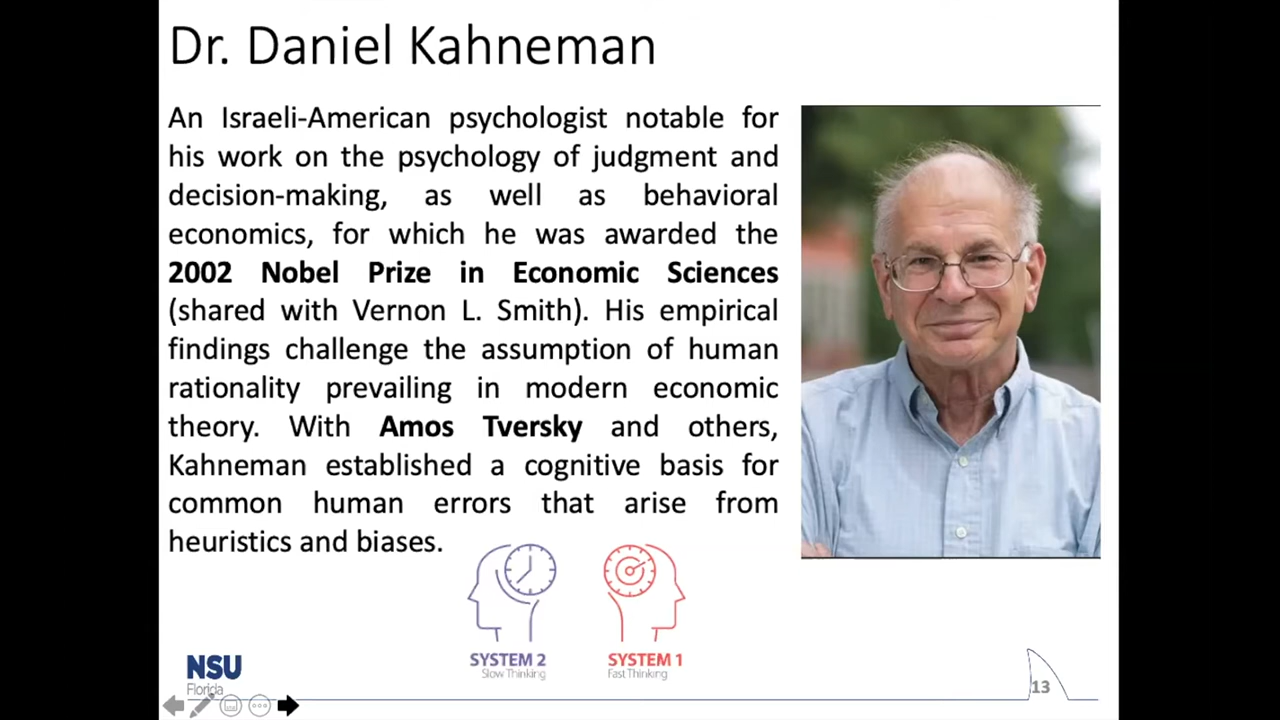 Dr. Daniel Kahneman
An Israeli-American psychologist notable for
his work on the psychology of judgment and
decision-making, as well as behavioral
economics, for which he was awarded the
2002 Nobel Prize in Economic Sciences
(shared with Vernon L. Smith). His empirical
findings challenge the assumption of human
rationality prevailing in modern economic
theory. With Amos Tversky and others,
Kahneman established a cognitive basis for
common human errors that arise from
heuristics and biases.
SYSTEM 2
Slow Thinking
SYSTEM 1
Fast Thinking
NSU
Florida
13